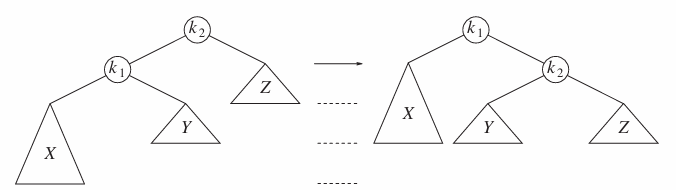 k₂ k₁
k₁ k₂
Z
X
Y Y Z
X